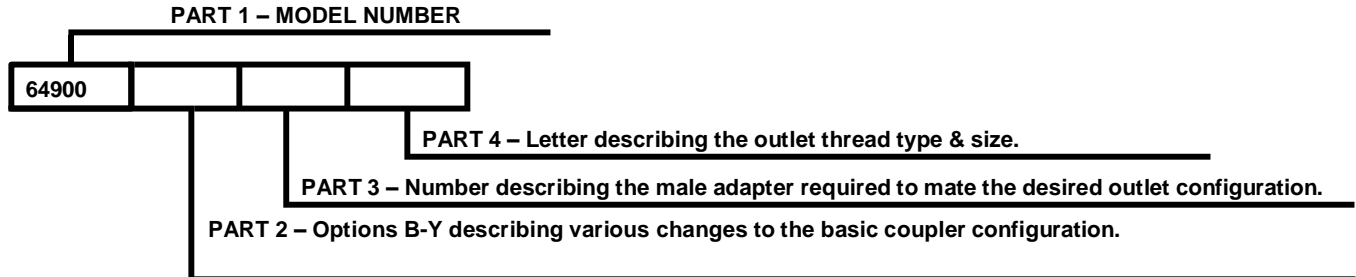 PART 1 – MODEL NUMBER
64900
PART 4 – Letter describing the outlet thread type & size.
PART 3 – Number describing the male adapter required to mate the desired outlet configuration.
PART 2 – Options B-Y describing various changes to the basic coupler configuration.